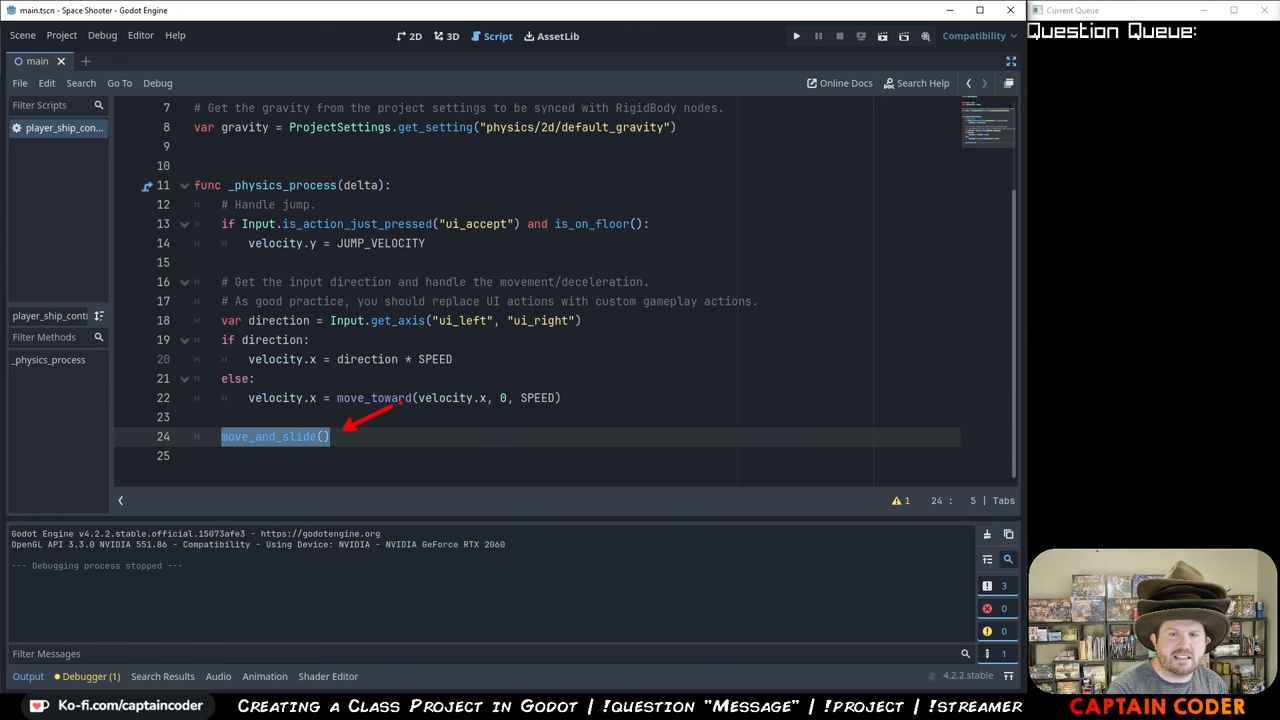 main.tscn - Space Shooter - Godot Engine
Current Queue
Scene Project Debug Editor Help
2D 3D Script AssetLib
Compatibility
Question Queue:
main
File Edit Search Go To Debug
Online Docs Search Help
Filter Scripts
player_ship_con...
player_ship_contr
Filter Methods
_physics_process
7 # Get the gravity from the project settings to be synced with RigidBody nodes.
8 var gravity = ProjectSettings.get_setting("physics/2d/default_gravity")
9
10
11 func _physics_process(delta):
12 # Handle jump.
13 if Input.is_action_just_pressed("ui_accept") and is_on_floor():
14 velocity.y = JUMP_VELOCITY
15
16 # Get the input direction and handle the movement/deceleration.
17 # As good practice, you should replace UI actions with custom gameplay actions.
18 var direction = Input.get_axis("ui_left", "ui_right")
19 if direction:
20 velocity.x = direction * SPEED
21 else:
22 velocity.x = move_toward(velocity.x, 0, SPEED)
23
24 move_and_slide()
25
1 24 : 5 | Tabs
Godot Engine v4.2.2.stable.official.15073afe3 - https://godotengine.org
OpenGL API 3.3.0 NVIDIA 551.86 - Compatibility - Using Device: NVIDIA - NVIDIA GeForce RTX 2060
--- Debugging process stopped ---
3
0
0
1
Filter Messages
Output Debugger (1) Search Results Audio Animation Shader Editor
4.2.2.stable
Ko-fi.com/captaincoder
Creating a Class Project in Godot | !question "Message" | !project | !streamer
CAPTAIN CODER